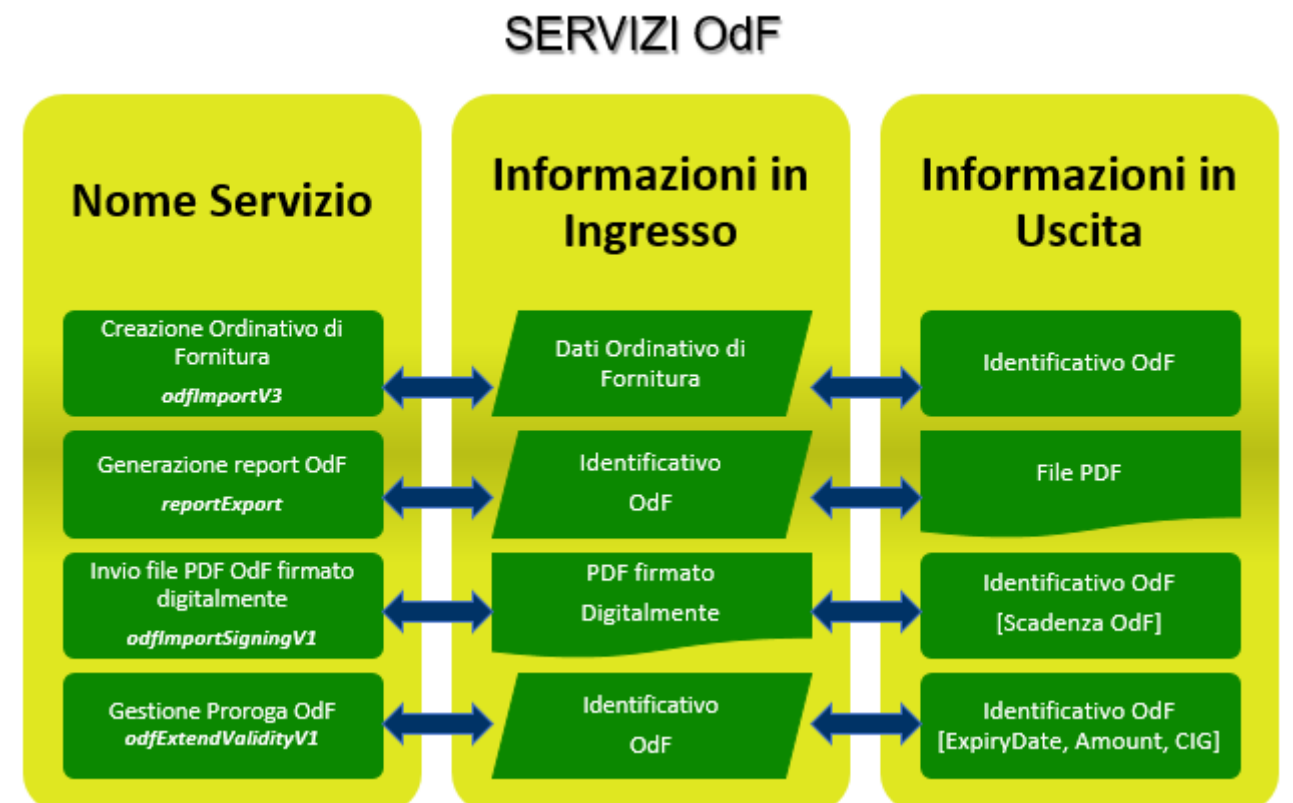 SERVIZI OdF
Nome Servizio
Informazioni in
Ingresso
Informazioni in
Uscita
Creazione Ordinativo di
Fornitura
odfImportV3
Dati Ordinativo di
Fornitura
Identificativo OdF
Generazione report OdF
reportExport
Identificativo
OdF
File PDF
Invio file PDF OdF firmato
digitalmente
odfImportSigningV1
PDF firmato
Digitalmente
Identificativo OdF
[Scadenza OdF]
Gestione Proroga OdF
odfExtendValidityV1
Identificativo
OdF
Identificativo OdF
[ExpiryDate, Amount, CIG]